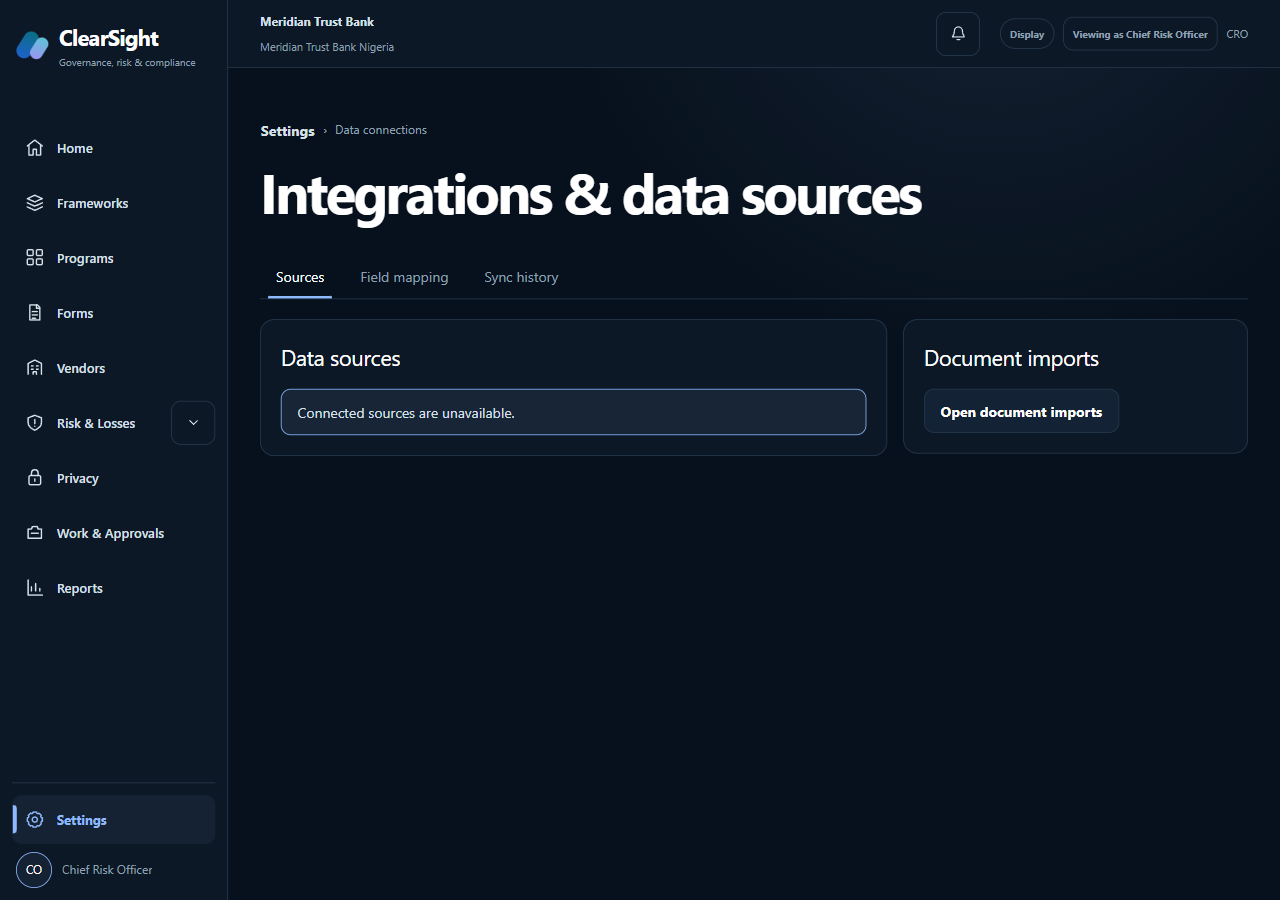 ClearSight
Governance, risk & compliance
Meridian Trust Bank
Meridian Trust Bank Nigeria
Display
Viewing as Chief Risk Officer
CRO
Home
Frameworks
Programs
Forms
Vendors
Risk & Losses
Privacy
Work & Approvals
Reports
Settings
CO
Chief Risk Officer
Settings › Data connections
Integrations & data sources
Sources
Field mapping
Sync history
Data sources
Connected sources are unavailable.
Document imports
Open document imports